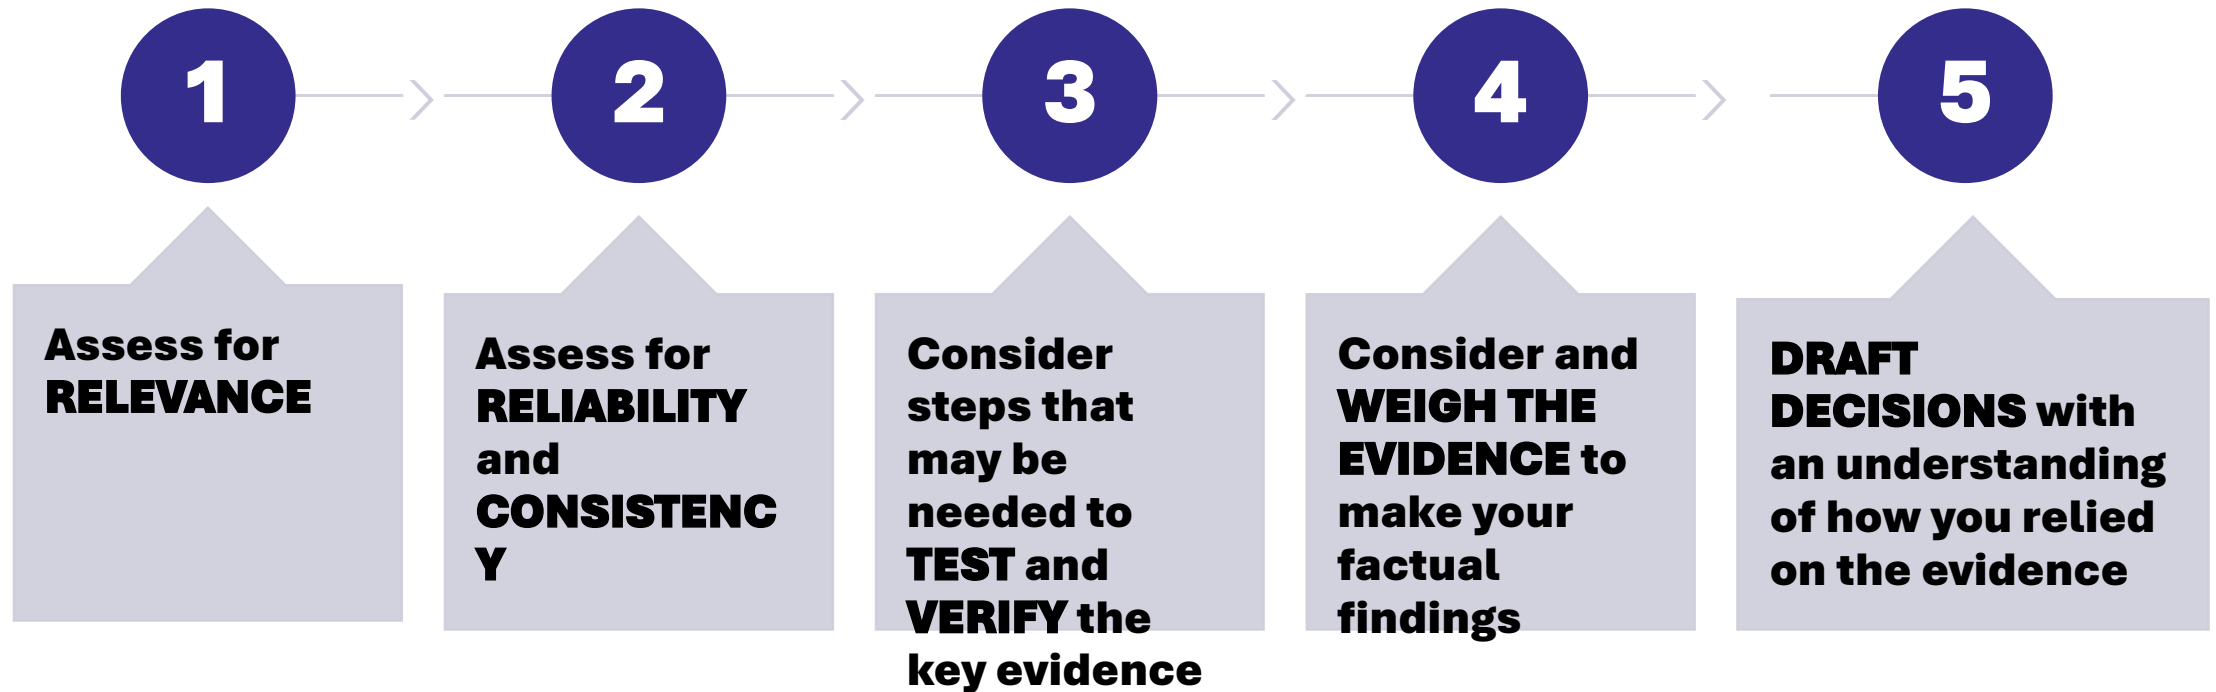 1
Assess for
RELEVANCE
2
Assess for
RELIABILITY
and
CONSISTENC
Y
3
Consider
steps that
may be
needed to
TEST and
VERIFY the
key evidence
4
Consider and
WEIGH THE
EVIDENCE to
make your
factual
findings
5
DRAFT
DECISIONS with
an understanding
of how you relied
on the evidence